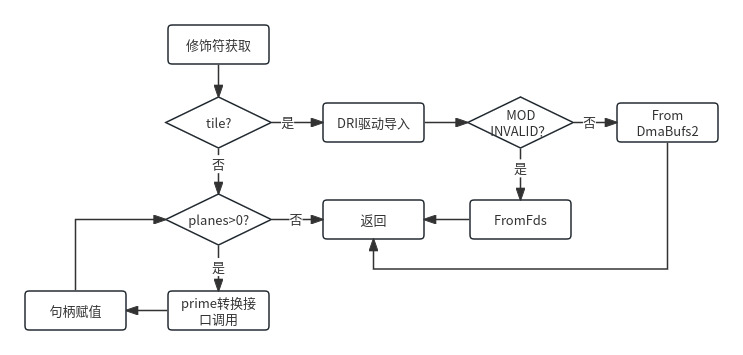 修饰符获取
tile?
是
DRI驱动导入
MOD
INVALID?
否
From
DmaBufs2
否
是
planes>0?
否
返回
FromFds
是
句柄赋值
prime转换接
口调用